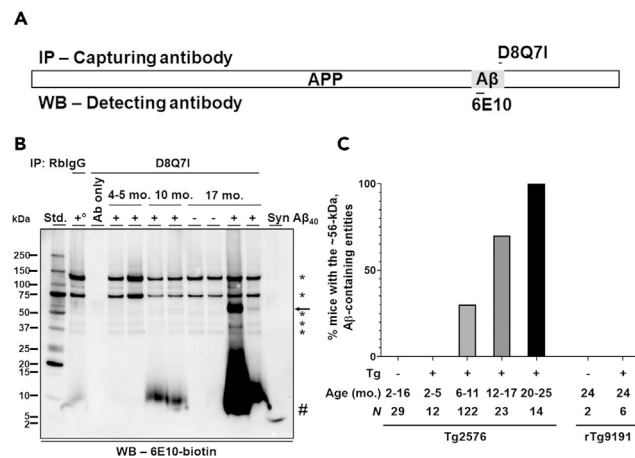 A
IP – Capturing antibody
D8Q7I
APP
Aβ
WB – Detecting antibody
6E10
B
IP: RbIgG
D8Q7I
Ab only
4-5 mo. 10 mo. 17 mo.
kDa Std. +° + + + + - - + + Syn Aβ40
250
150
100
75
50
37
25
20
15
10
5
2
*
*
*
*
*
#
WB – 6E10-biotin
C
% mice with the ~56-kDa,
Aβ-containing entities
100
50
0
Tg - + + + + - +
Age (mo.) 2-16 2-5 6-11 12-17 20-25 24 24
N 29 12 122 23 14 2 6
Tg2576 rTg9191